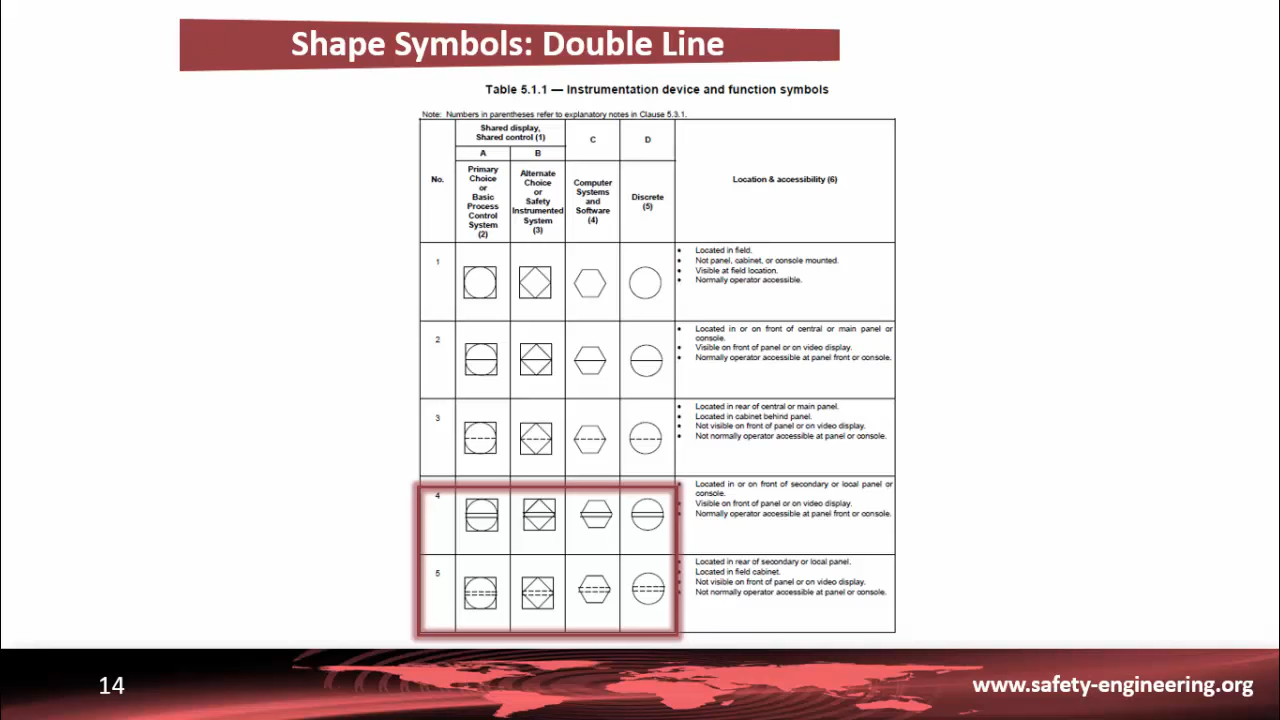 Shape Symbols: Double Line
Table 5.1.1 — Instrumentation device and function symbols
Note: Numbers in parentheses refer to explanatory notes in Clause 5.3.1.
No.
Shared display,
Shared control (1)
A
B
C
D
Primary
Choice
or
Basic
Process
Control
System
(2)
Alternate
Choice
or
Safety
Instrumented
System
(3)
Computer
Systems
and
Software
(4)
Discrete
(5)
Location & accessibility (6)
1
• Located in field.
• Not panel, cabinet, or console mounted.
• Visible at field location.
• Normally operator accessible.
2
• Located in or on front of central or main panel or
console.
• Visible on front of panel or on video display.
• Normally operator accessible at panel front or console.
3
• Located in rear of central or main panel.
• Located in cabinet behind panel.
• Not visible on front of panel or on video display.
• Not normally operator accessible at panel or console.
4
• Located in or on front of secondary or local panel or
console.
• Visible on front of panel or on video display.
• Normally operator accessible at panel front or console.
5
• Located in rear of secondary or local panel.
• Located in field cabinet.
• Not visible on front of panel or on video display.
• Not normally operator accessible at panel or console.
14
www.safety-engineering.org